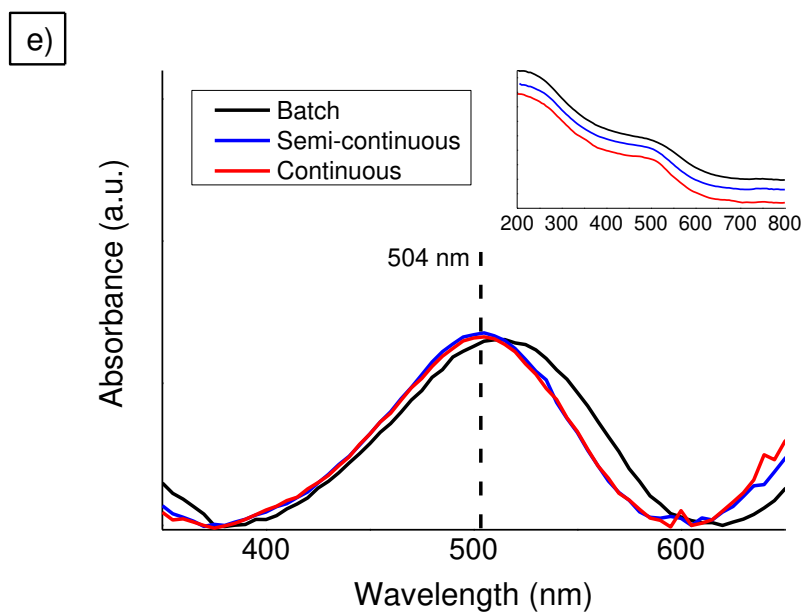 e)
Batch
Semi-continuous
Continuous
200 300 400 500 600 700 800
504 nm
Absorbance (a.u.)
400 500 600
Wavelength (nm)